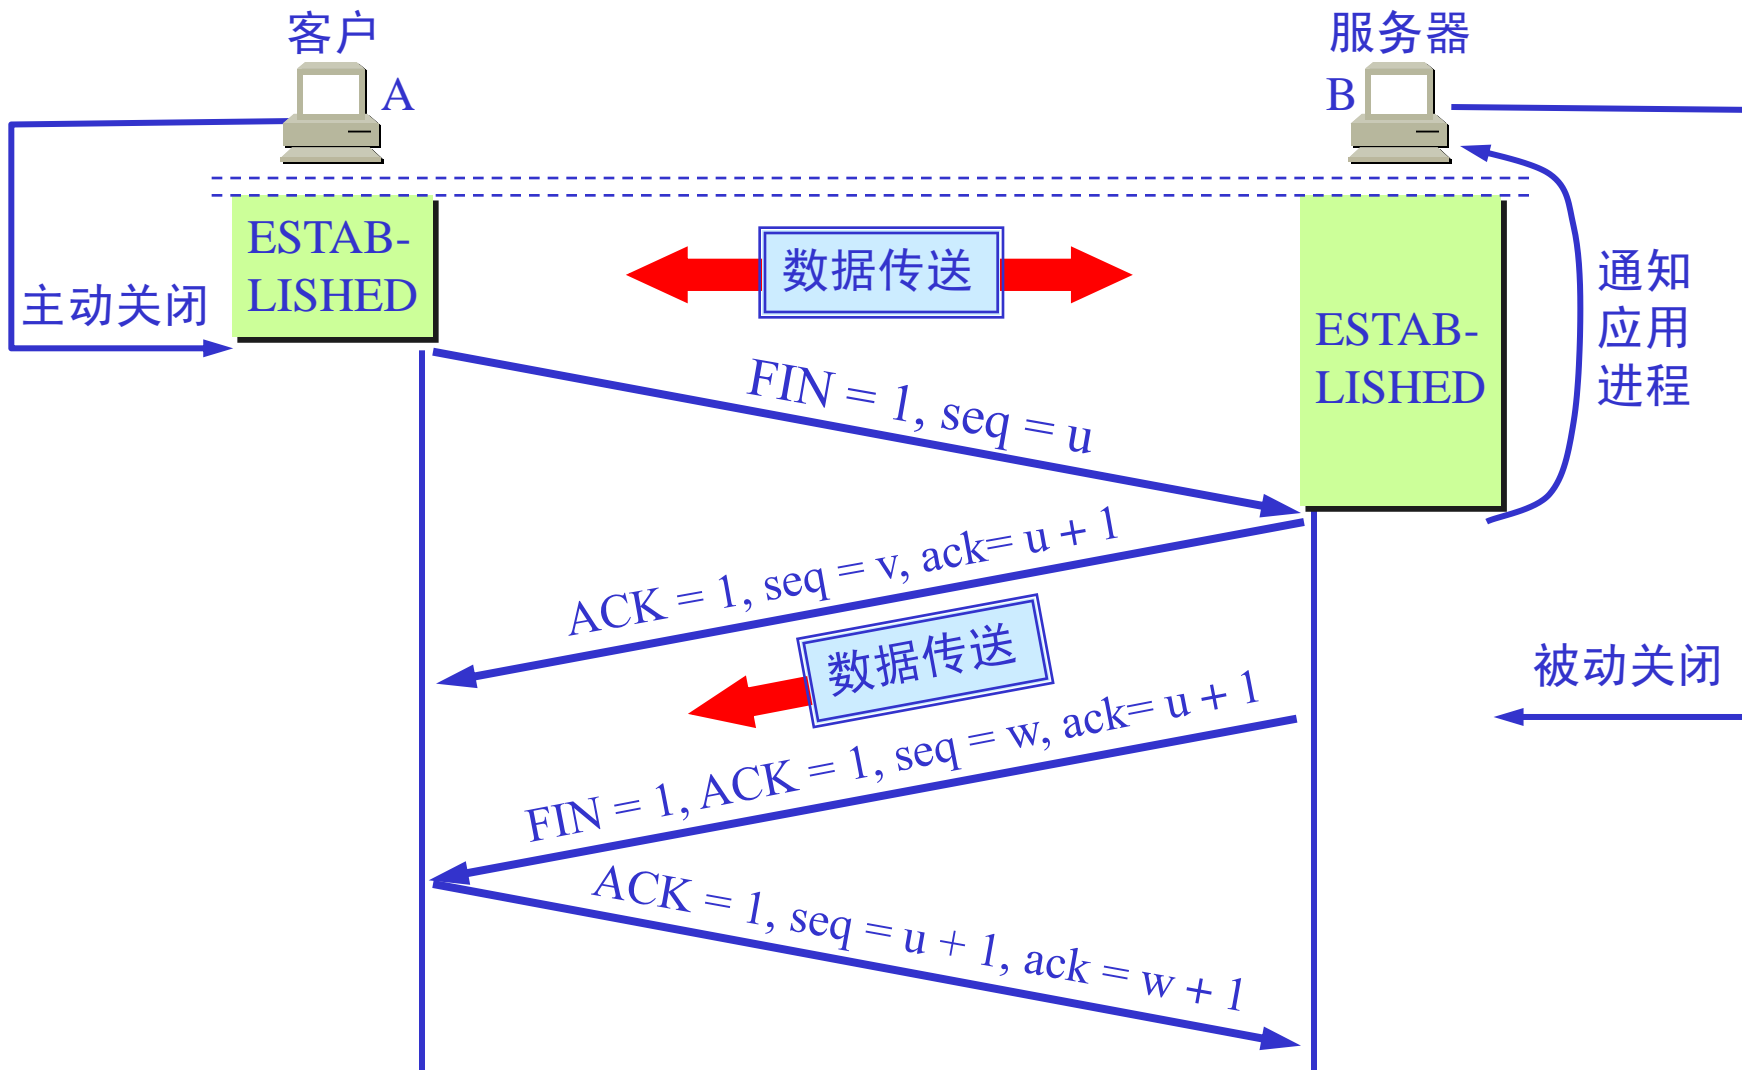 客户
服务器
A
B
ESTAB-
LISHED
数据传送
主动关闭
ESTAB-
LISHED
通知
应用
进程
FIN = 1, seq = u
ACK = 1, seq = v, ack= u + 1
数据传送
被动关闭
FIN = 1, ACK = 1, seq = w, ack= u + 1
ACK = 1, seq = u + 1, ack = w + 1